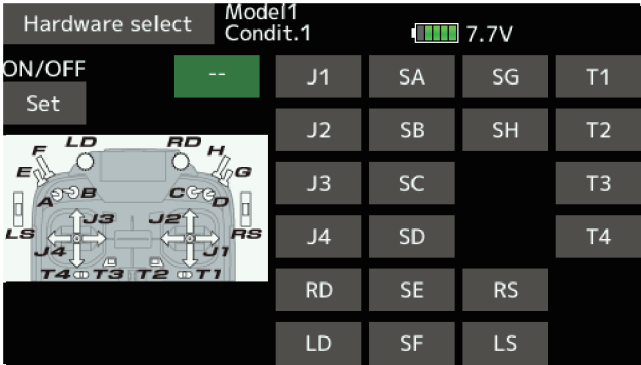 Hardware select
Model1
Condit.1
7.7V
ON/OFF
--
Set
J1 SA SG T1
J2 SB SH T2
J3 SC T3
J4 SD T4
RD SE RS
LD SF LS
LD RD
F H
E G
A B C D
J3 J2
LS RS
J4 J1
T4 T3 T2 T1